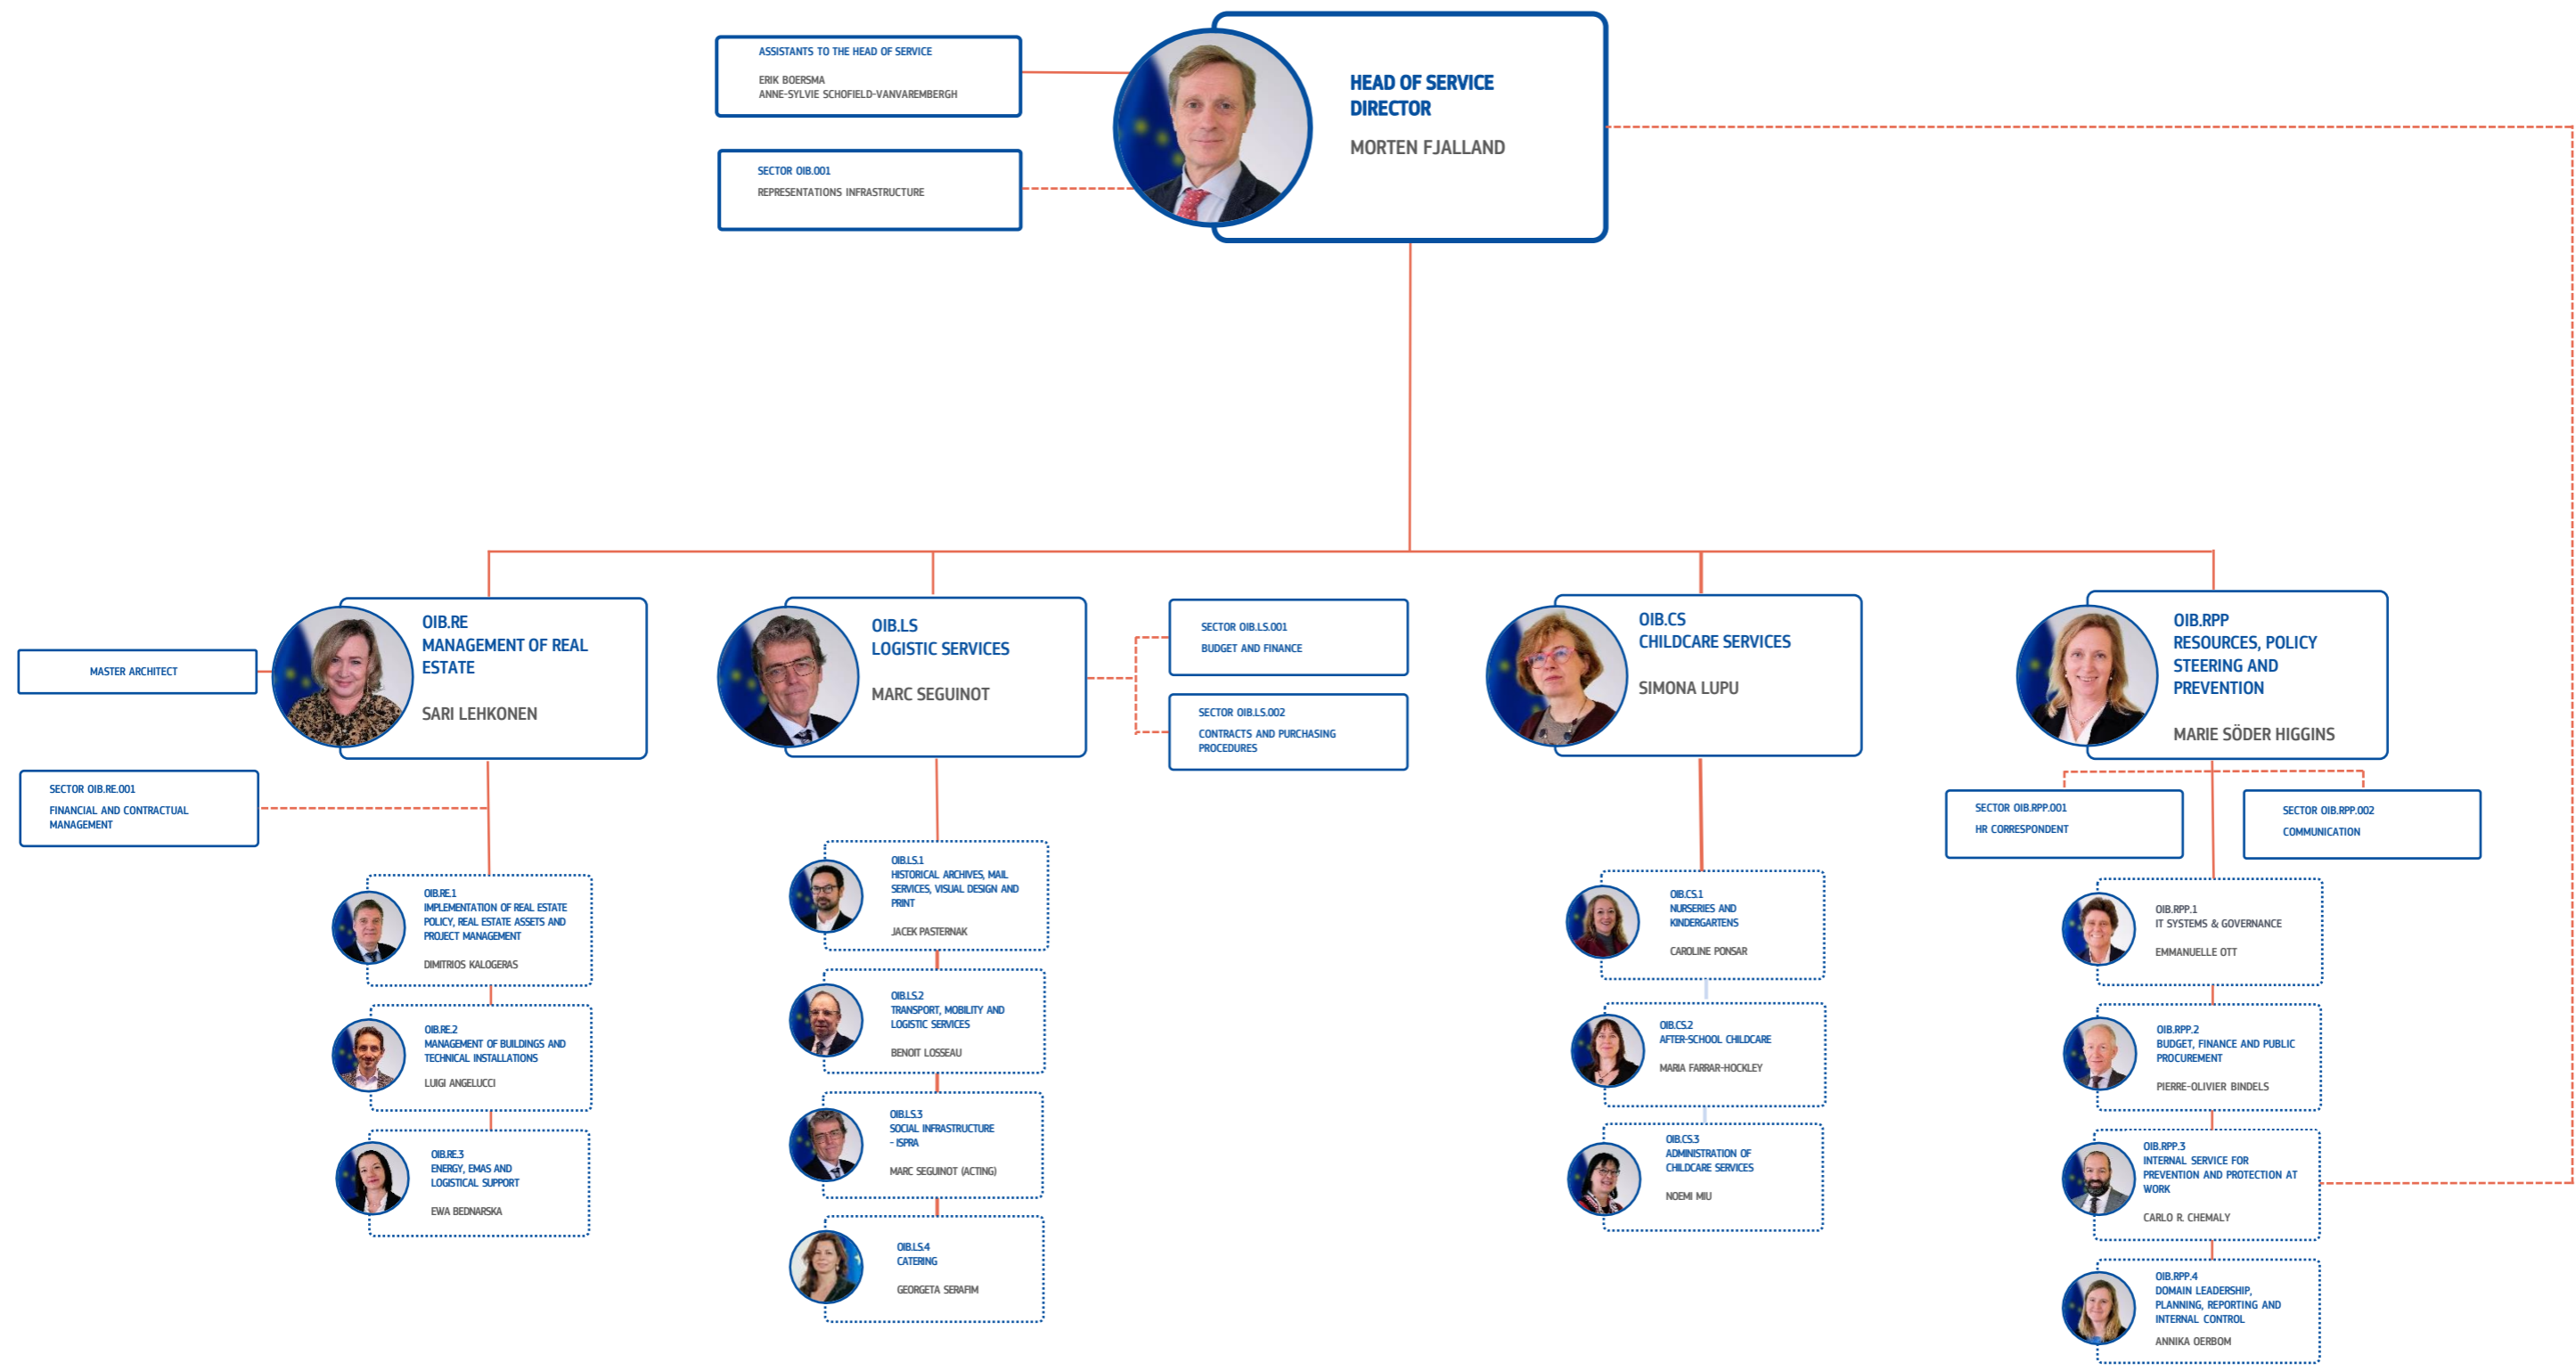 ASSISTANTS TO THE HEAD OF SERVICE
ERIK BOERSMA
ANNE-SYLVIE SCHOFIELD-VANVAREMBERGH
SECTOR OIB.001
REPRESENTATIONS INFRASTRUCTURE
HEAD OF SERVICE
DIRECTOR
MORTEN FJALLAND
MASTER ARCHITECT
OIB.RE
MANAGEMENT OF REAL
ESTATE
SARI LEHKONEN
SECTOR OIB.RE.001
FINANCIAL AND CONTRACTUAL
MANAGEMENT
OIB.RE.1
IMPLEMENTATION OF REAL ESTATE
POLICY, REAL ESTATE ASSETS AND
PROJECT MANAGEMENT
DIMITRIOS KALOGERAS
OIB.RE.2
MANAGEMENT OF BUILDINGS AND
TECHNICAL INSTALLATIONS
LUIGI ANGELUCCI
OIB.RE.3
ENERGY, EMAS AND
LOGISTICAL SUPPORT
EWA BEDNARSKA
OIB.LS
LOGISTIC SERVICES
MARC SEGUINOT
SECTOR OIB.LS.001
BUDGET AND FINANCE
SECTOR OIB.LS.002
CONTRACTS AND PURCHASING
PROCEDURES
OIB.LS.1
HISTORICAL ARCHIVES, MAIL
SERVICES, VISUAL DESIGN AND
PRINT
JACEK PASTERNAK
OIB.LS.2
TRANSPORT, MOBILITY AND
LOGISTIC SERVICES
BENOIT LOSSEAU
OIB.LS.3
SOCIAL INFRASTRUCTURE
- ISPRA
MARC SEGUINOT (ACTING)
OIB.LS.4
CATERING
GEORGETA SERAFIM
OIB.CS
CHILDCARE SERVICES
SIMONA LUPU
OIB.CS.1
NURSERIES AND
KINDERGARTENS
CAROLINE PONSAR
OIB.CS.2
AFTER-SCHOOL CHILDCARE
MARIA FARRAR-HOCKLEY
OIB.CS.3
ADMINISTRATION OF
CHILDCARE SERVICES
NOEMI MIU
OIB.RPP
RESOURCES, POLICY
STEERING AND
PREVENTION
MARIE SÖDER HIGGINS
SECTOR OIB.RPP.001
HR CORRESPONDENT
SECTOR OIB.RPP.002
COMMUNICATION
OIB.RPP.1
IT SYSTEMS & GOVERNANCE
EMMANUELLE OTT
OIB.RPP.2
BUDGET, FINANCE AND PUBLIC
PROCUREMENT
PIERRE-OLIVIER BINDELS
OIB.RPP.3
INTERNAL SERVICE FOR
PREVENTION AND PROTECTION AT
WORK
CARLO R. CHEMALY
OIB.RPP.4
DOMAIN LEADERSHIP,
PLANNING, REPORTING AND
INTERNAL CONTROL
ANNIKA OERBOM